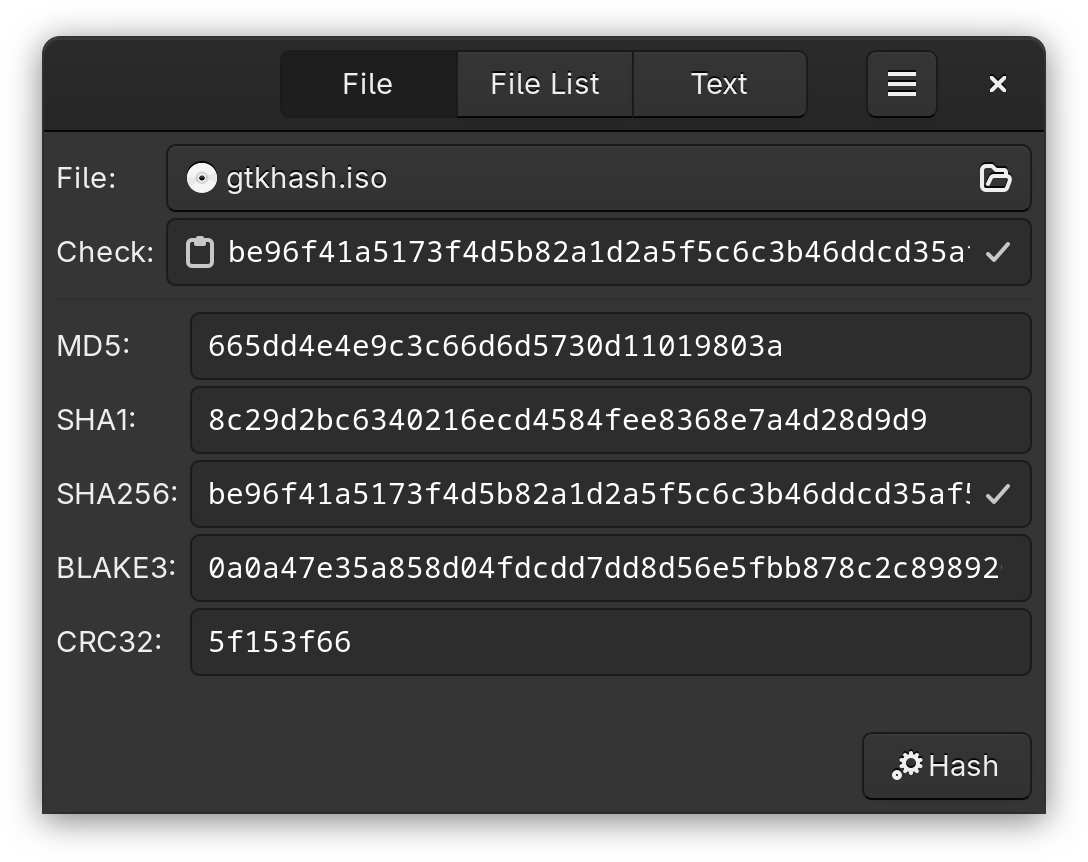 File File List Text
File: gtkhash.iso
Check: be96f41a5173f4d5b82a1d2a5f5c6c3b46ddcd35a
MD5: 665dd4e4e9c3c66d6d5730d11019803a
SHA1: 8c29d2bc6340216ecd4584fee8368e7a4d28d9d9
SHA256: be96f41a5173f4d5b82a1d2a5f5c6c3b46ddcd35af5
BLAKE3: 0a0a47e35a858d04fdcdd7dd8d56e5fbb878c2c89892
CRC32: 5f153f66
Hash